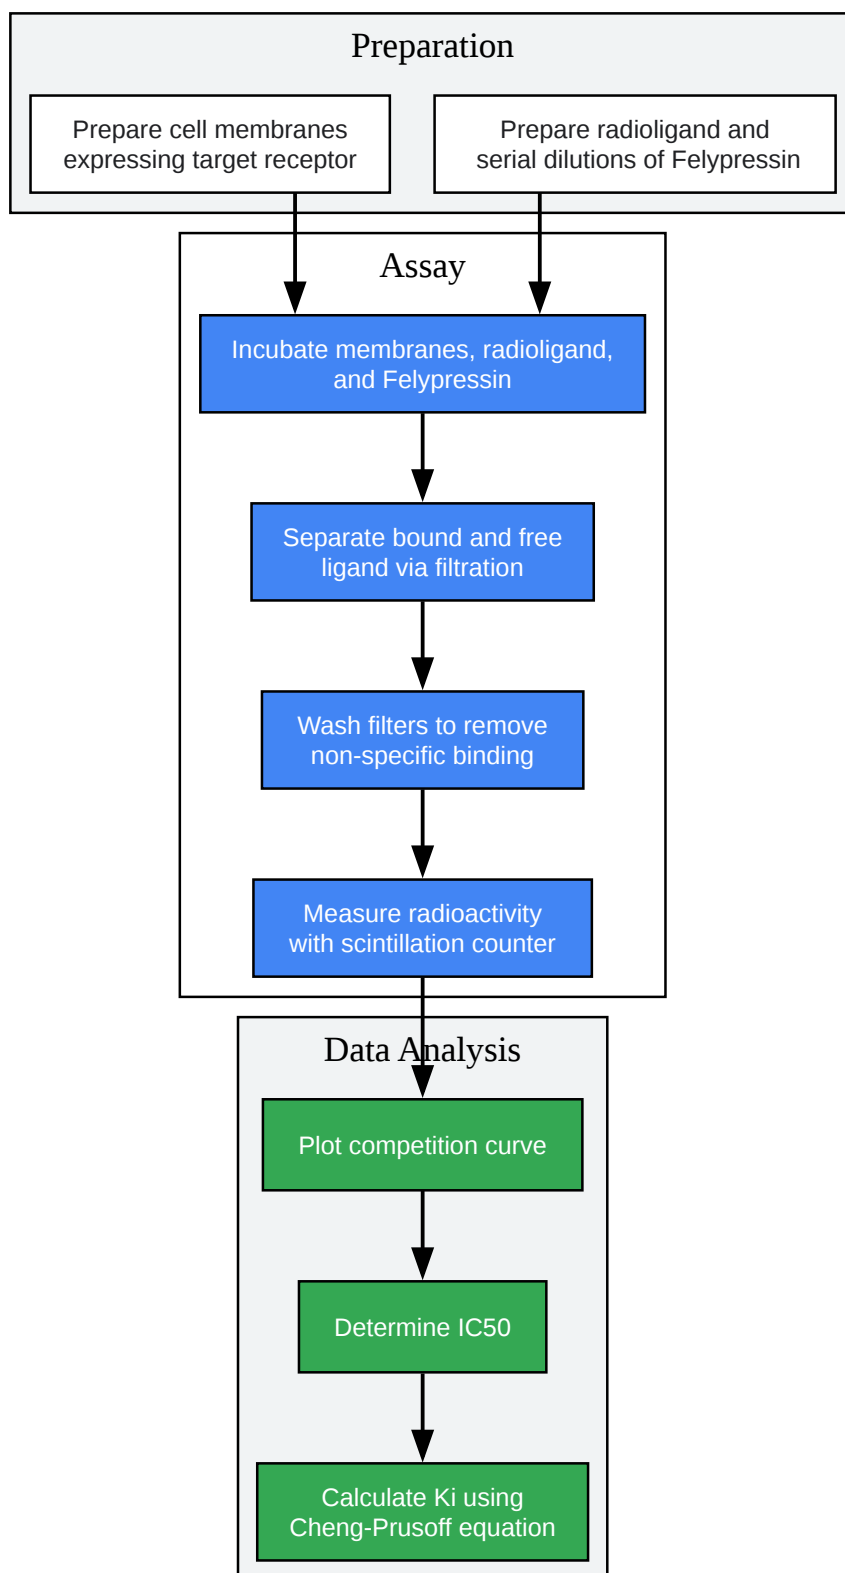 Preparation
Prepare cell membranes
expressing target receptor
Prepare radioligand and
serial dilutions of Felypressin
Assay
Incubate membranes, radioligand,
and Felypressin
Separate bound and free
ligand via filtration
Wash filters to remove
non-specific binding
Measure radioactivity
with scintillation counter
Data Analysis
Plot competition curve
Determine IC50
Calculate Ki using
Cheng-Prusoff equation